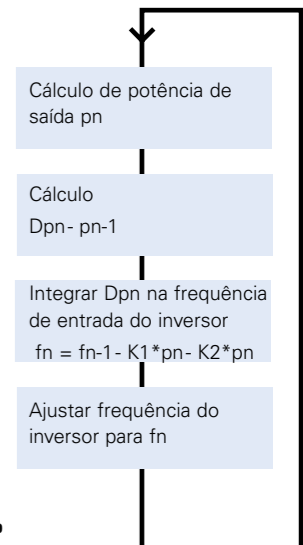 Cálculo de potência de
saída pn
Cálculo
Dpn- pn-1
Integrar Dpn na frequência
de entrada do inversor
fn = fn-1- K1*pn- K2*pn
Ajustar frequência do
inversor para fn